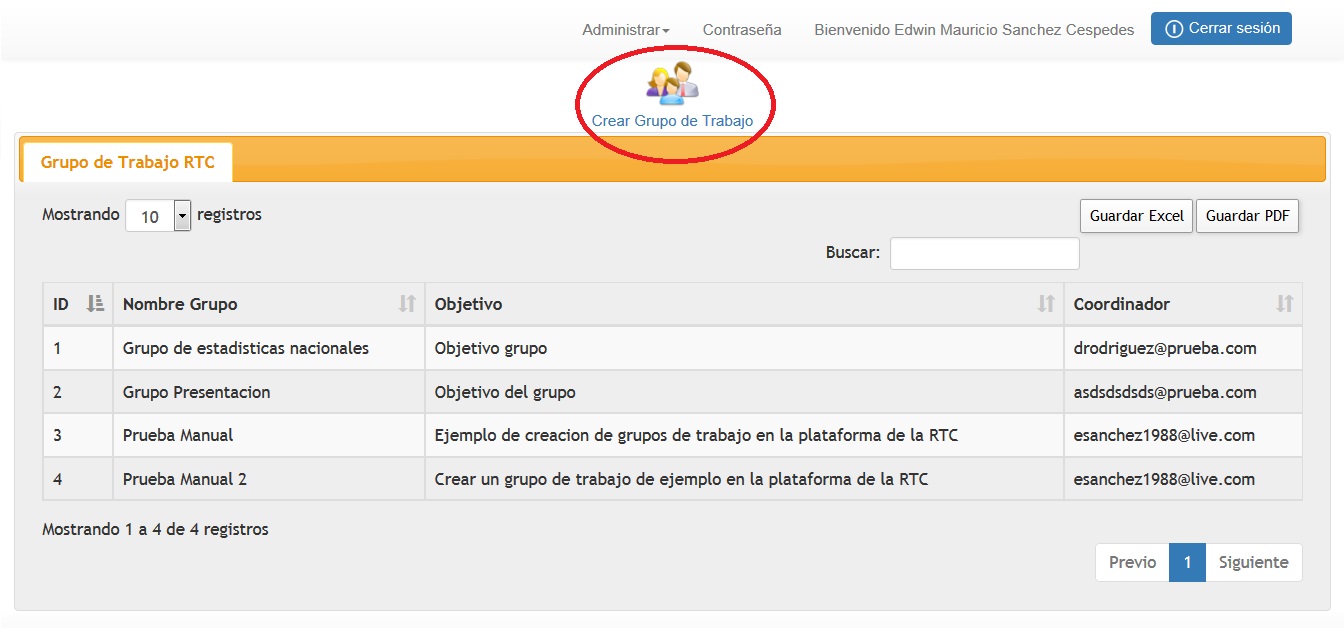 Administrar Contraseña Bienvenido Edwin Mauricio Sanchez Cespedes Cerrar sesión
Crear Grupo de Trabajo
Grupo de Trabajo RTC
Mostrando 10 registros Guardar Excel Guardar PDF
Buscar:
ID Nombre Grupo Objetivo Coordinador
1 Grupo de estadisticas nacionales Objetivo grupo drodriguez@prueba.com
2 Grupo Presentacion Objetivo del grupo asdsdsdsds@prueba.com
3 Prueba Manual Ejemplo de creacion de grupos de trabajo en la plataforma de la RTC esanchez1988@live.com
4 Prueba Manual 2 Crear un grupo de trabajo de ejemplo en la plataforma de la RTC esanchez1988@live.com
Mostrando 1 a 4 de 4 registros
Previo 1 Siguiente